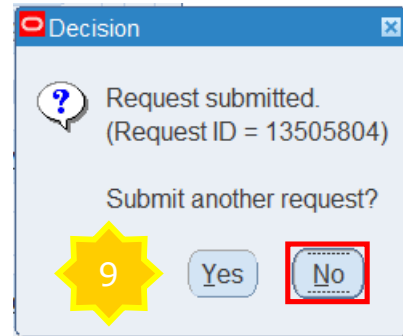 Decision
?
Request submitted.
(Request ID = 13505804)
Submit another request?
9
Yes
No